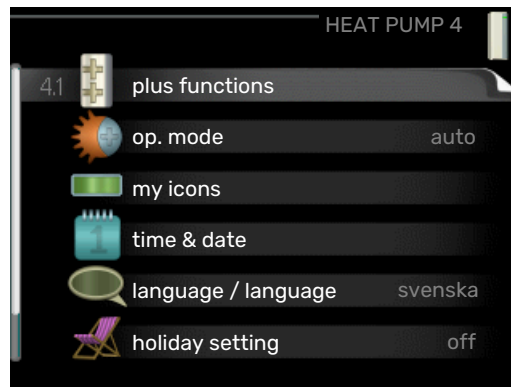 HEAT PUMP 4
4.1 plus functions
op. mode auto
my icons
1
time & date
language / language svenska
holiday setting off